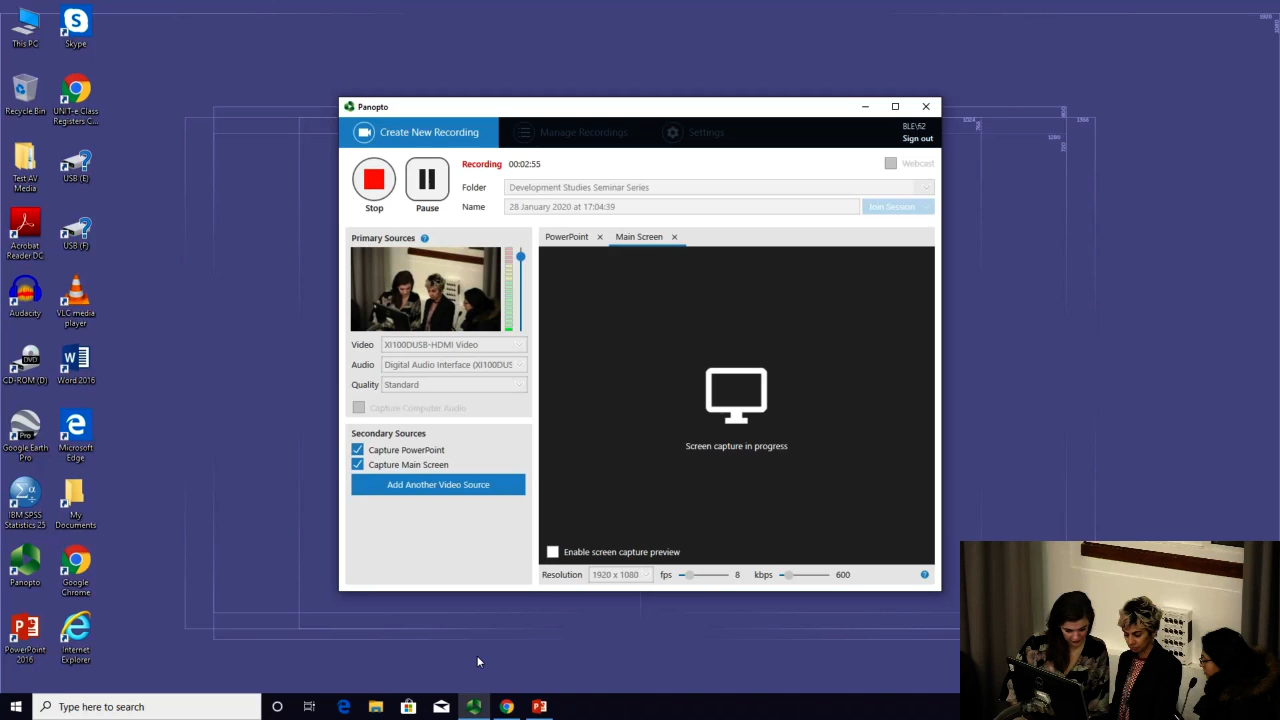 This PC
Skype
Recycle Bin
UNIT-e Class
Registers C...
Test AV
Media
USB (E)
Acrobat
Reader DC
USB (F)
Audacity
VLC media
player
CD-ROM (D)
Word 2016
Google Earth
Pro
Microsoft
Edge
IBM SPSS
Statistics 25
My
Documents
Panopto
Google
Chrome
PowerPoint
2016
Internet
Explorer
Panopto
Create New Recording
Manage Recordings
Settings
BLE\fi2
Sign out
Recording 00:02:55
Webcast
Folder Development Studies Seminar Series
Name 28 January 2020 at 17:04:39
Join Session
Stop
Pause
Primary Sources
Video XI100DUSB-HDMI Video
Audio Digital Audio Interface (XI100DUS
Quality Standard
Capture Computer Audio
Secondary Sources
Capture PowerPoint
Capture Main Screen
Add Another Video Source
PowerPoint
Main Screen
Screen capture in progress
Enable screen capture preview
Resolution 1920 x 1080 fps 8 kbps 600
1024
1366
1280
Type here to search